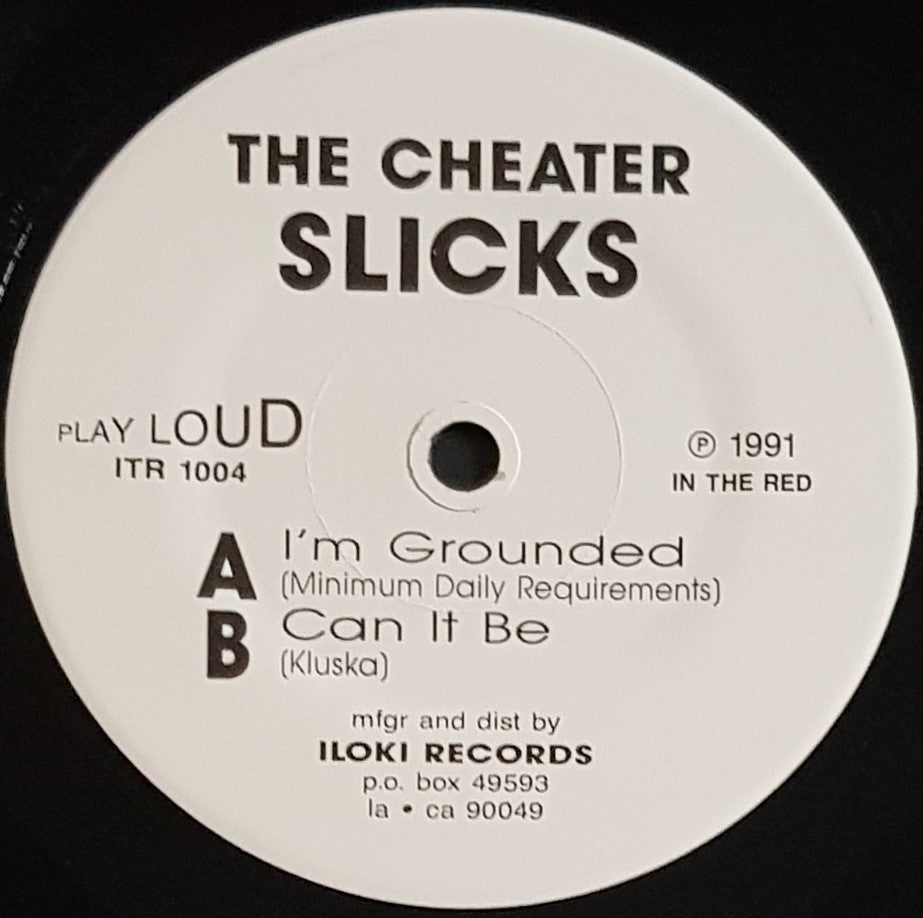 THE CHEATER
SLICKS
PLAY LOUD
ITR 1004
℗ 1991
IN THE RED
A I'm Grounded
(Minimum Daily Requirements)
B Can It Be
(Kluska)
mfgr and dist by
ILOKI RECORDS
p.o. box 49593
la • ca 90049